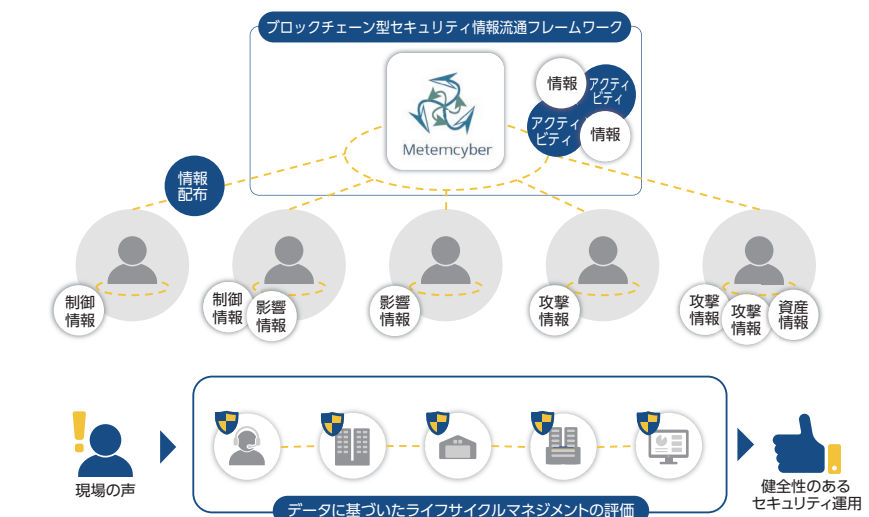 ブロックチェーン型セキュリティ情報流通フレームワーク
Metemcyber
情報
アクティ
ビティ
アクティ
ビティ
情報
情報
配布
制御
情報
制御
情報
影響
情報
影響
情報
攻撃
情報
攻撃
情報
攻撃
情報
資産
情報
現場の声
データに基づいたライフサイクルマネジメントの評価
健全性のある
セキュリティ運用